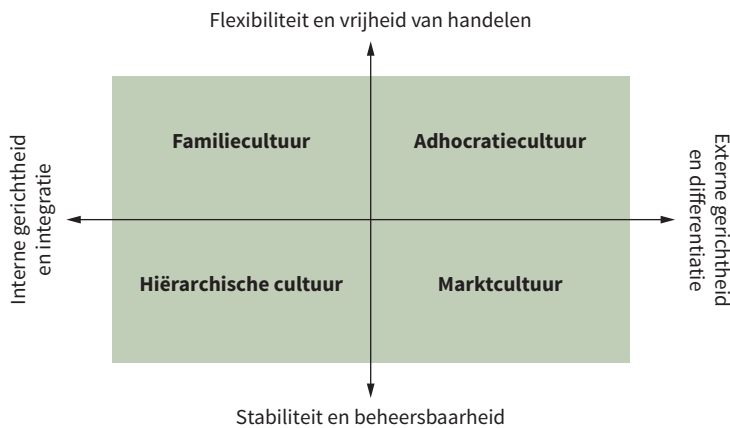 Flexibiliteit en vrijheid van handelen
Familiecultuur
Adhocratiecultuur
Interne gerichtheid
en integratie
Externe gerichtheid
en differentiatie
Hiërarchische cultuur
Marktcultuur
Stabiliteit en beheersbaarheid